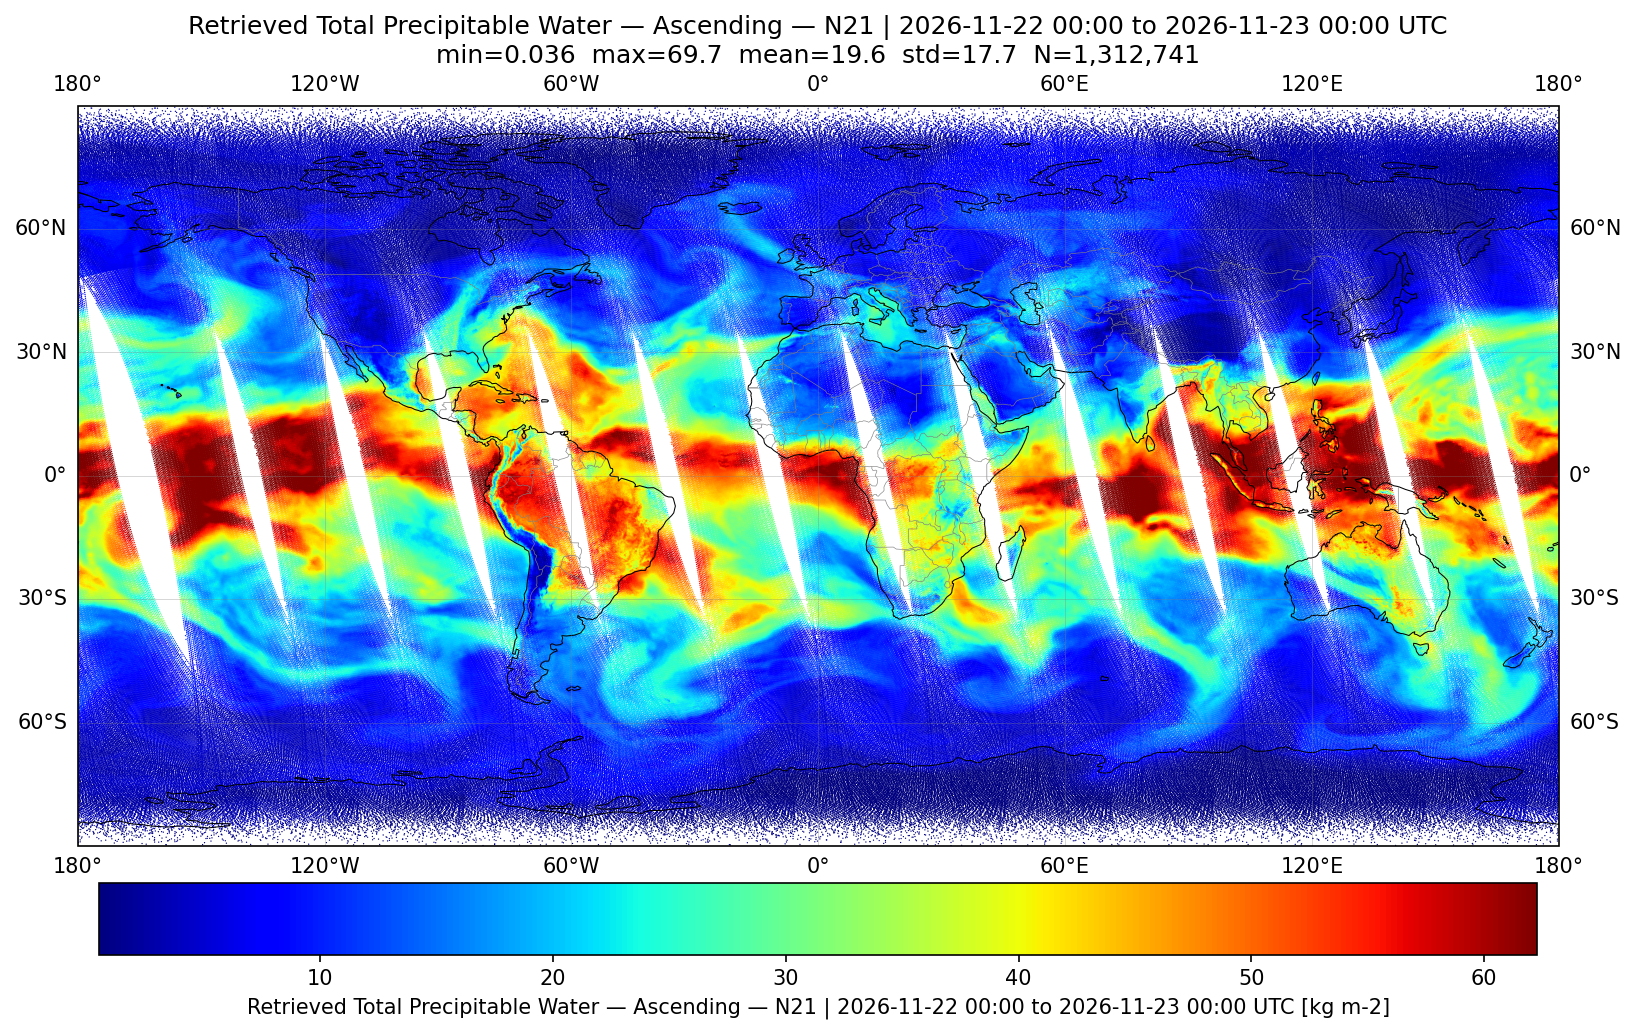 Retrieved Total Precipitable Water — Ascending — N21 | 2026-11-22 00:00 to 2026-11-23 00:00 UTC
min=0.036 max=69.7 mean=19.6 std=17.7 N=1,312,741
180° 120°W 60°W 0° 60°E 120°E 180°
60°N 60°N
30°N 30°N
0° 0°
30°S 30°S
60°S 60°S
180° 120°W 60°W 0° 60°E 120°E 180°
10 20 30 40 50 60
Retrieved Total Precipitable Water — Ascending — N21 | 2026-11-22 00:00 to 2026-11-23 00:00 UTC [kg m-2]